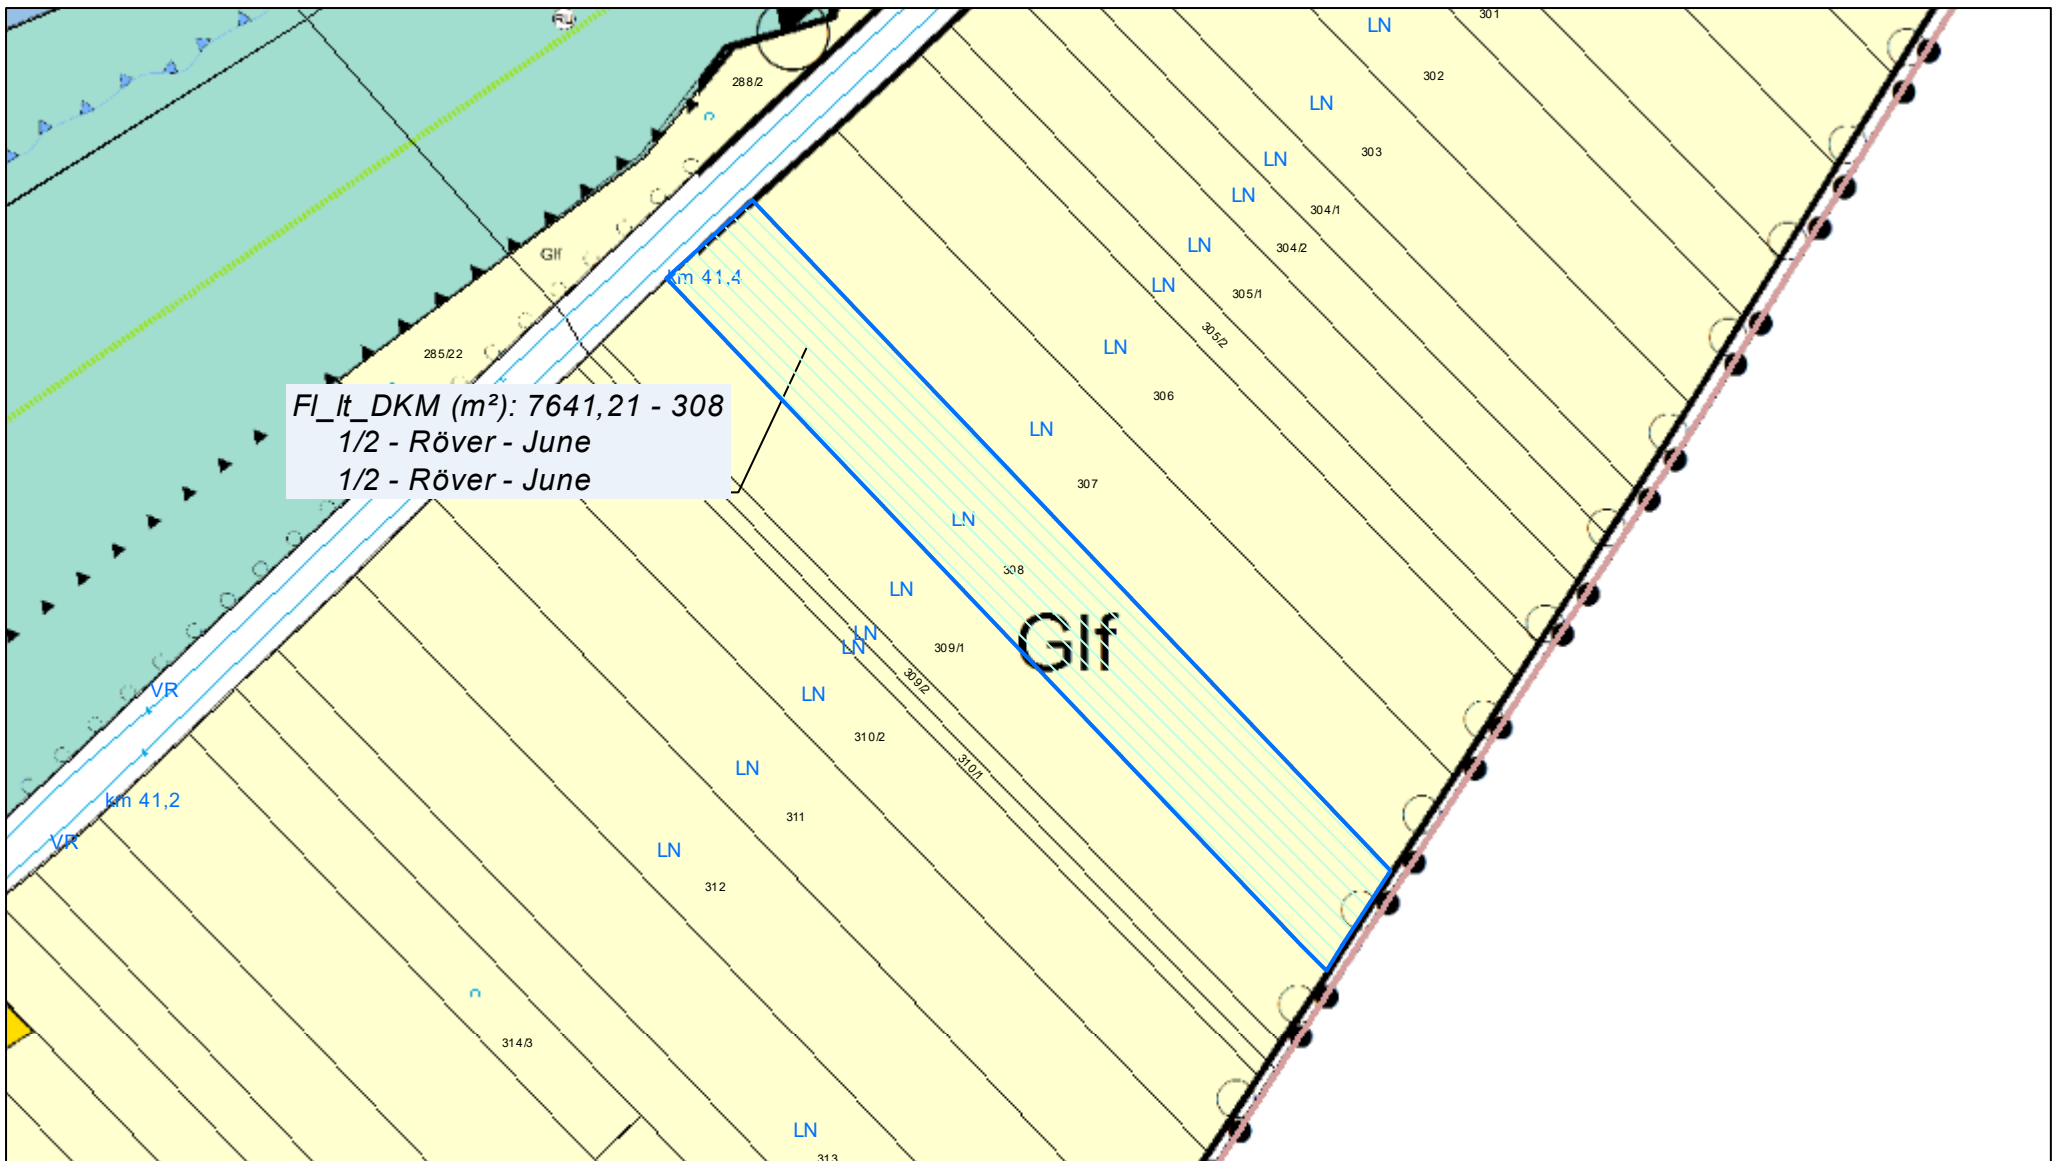 301
LN
302
288/2
LN
303
LN
LN
304/1
LN
304/2
Glf
km 41,4
LN
305/1
305/2
LN
285/22
306
Fl_lt_DKM (m²): 7641,21 - 308
1/2 - Röver - June
1/2 - Röver - June
LN
307
LN
308
LN
Glf
LN
LN
309/1
309/2
VR
LN
310/2
310/1
LN
km 41,2
311
VR
LN
312
314/3
LN
313